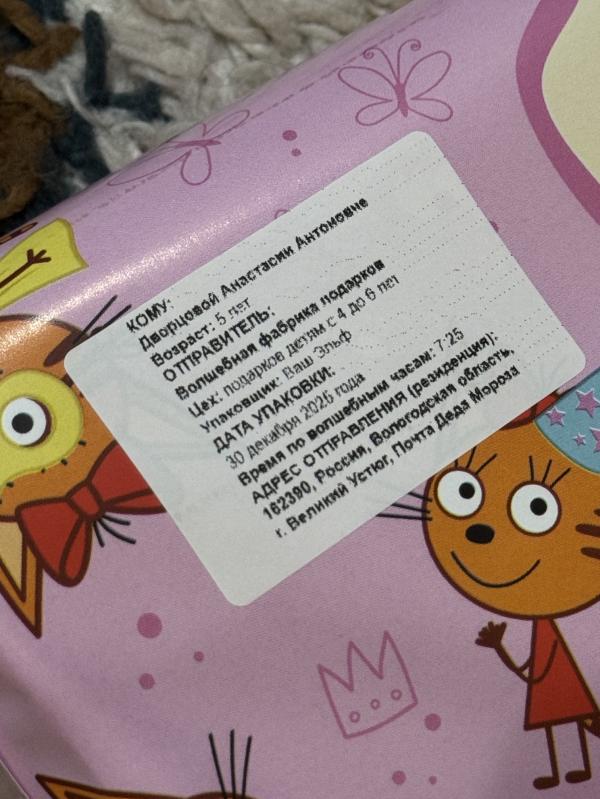 КОМУ:
Дворцовой Анастасии Антомовне
Возраст: 5 лет
ОТПРАВИТЕЛЬ:
Волшебная фабрика подарков
Цех: подарков детям с 4 до 6 лет
Упаковщик: Ваш Эльф
ДАТА УПАКОВКИ:
30 декабря 2025 года
Время по волшебным часам: 7:25
АДРЕС ОТПРАВЛЕНИЯ (резиденция):
162390, Россия, Вологодская область,
г. Великий Устюг, Почта Деда Мороза